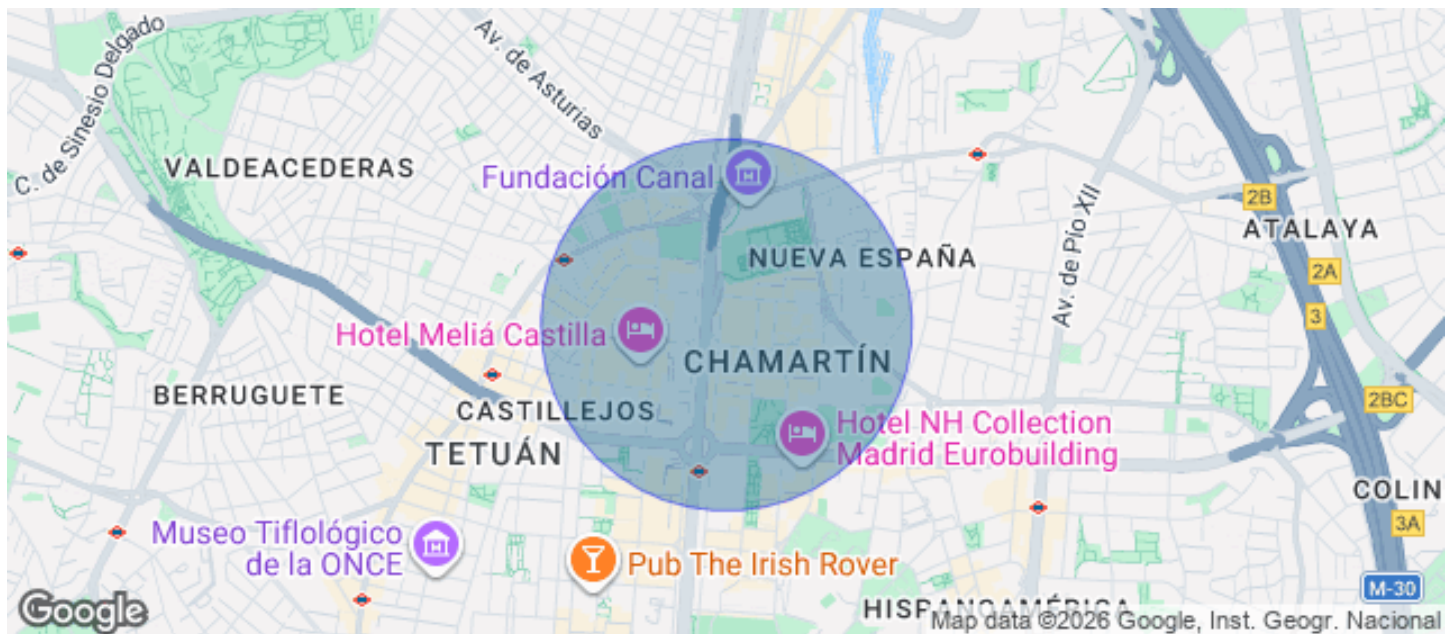 C. de Sinesio Delgado
Av. de Asturias
VALDEACEDERAS
Fundación Canal
NUEVA ESPAÑA
Av. de Pío XII
2B
ATALAYA
2A
3
Hotel Meliá Castilla
CHAMARTÍN
BERRUGUETE
CASTILLEJOS
2BC
TETUÁN
Hotel NH Collection
Madrid Eurobuilding
COLIN
3A
Museo Tiflológico
de la ONCE
Pub The Irish Rover
M-30
HISPANOAMÉRICA
Google
Map data ©2026 Google, Inst. Geogr. Nacional